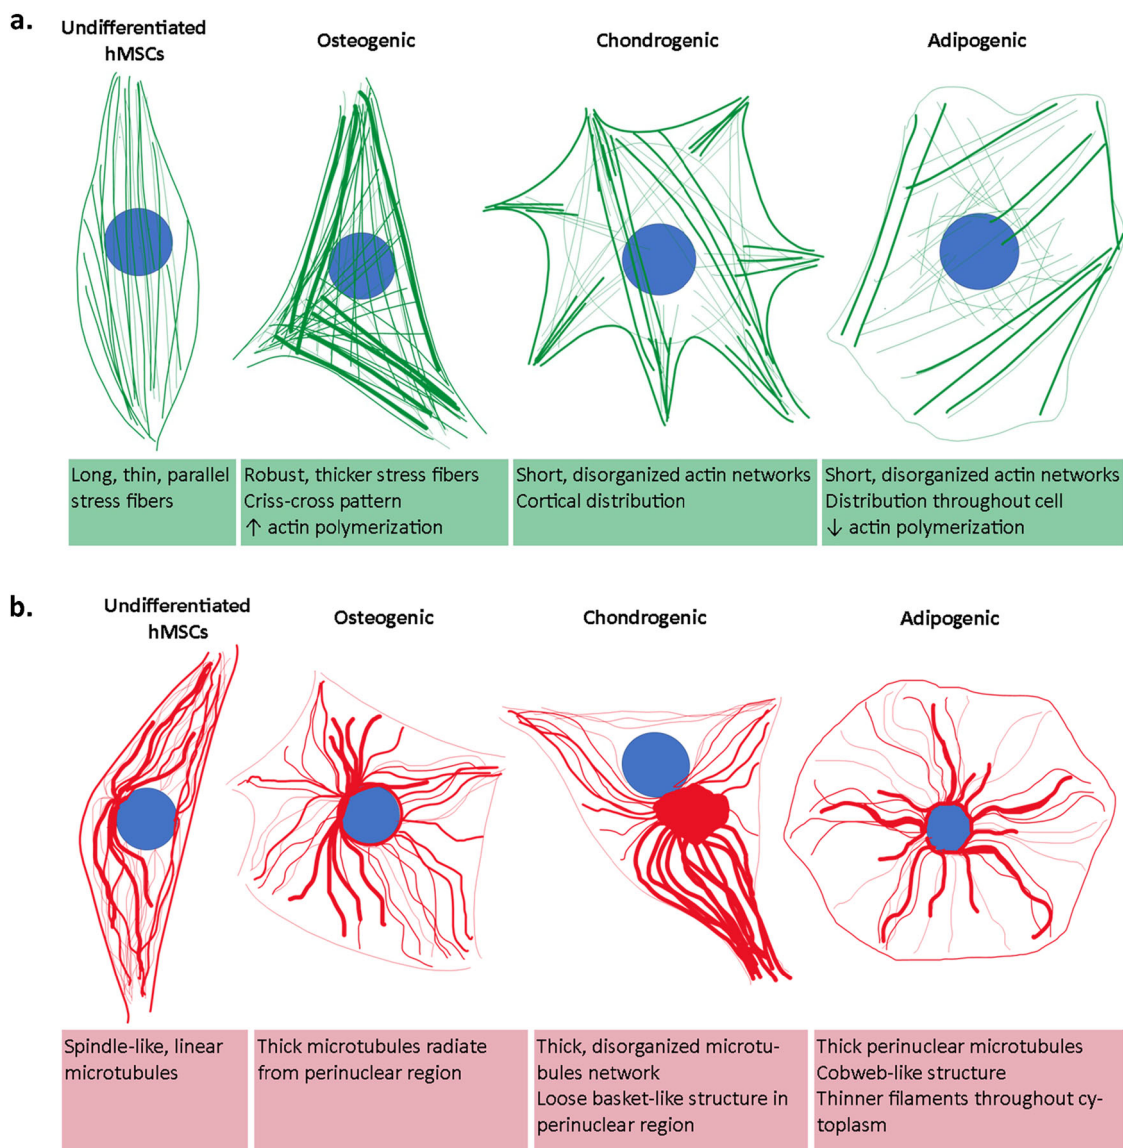 a.
Undifferentiated
hMSCs
Osteogenic
Chondrogenic
Adipogenic
Long, thin, parallel
stress fibers
Robust, thicker stress fibers
Criss-cross pattern
↑ actin polymerization
Short, disorganized actin networks
Cortical distribution
Short, disorganized actin networks
Distribution throughout cell
↓ actin polymerization
b.
Undifferentiated
hMSCs
Osteogenic
Chondrogenic
Adipogenic
Spindle-like, linear
microtubules
Thick microtubules radiate
from perinuclear region
Thick, disorganized microtu-
bules network
Loose basket-like structure in
perinuclear region
Thick perinuclear microtubules
Cobweb-like structure
Thinner filaments throughout cy-
toplasm